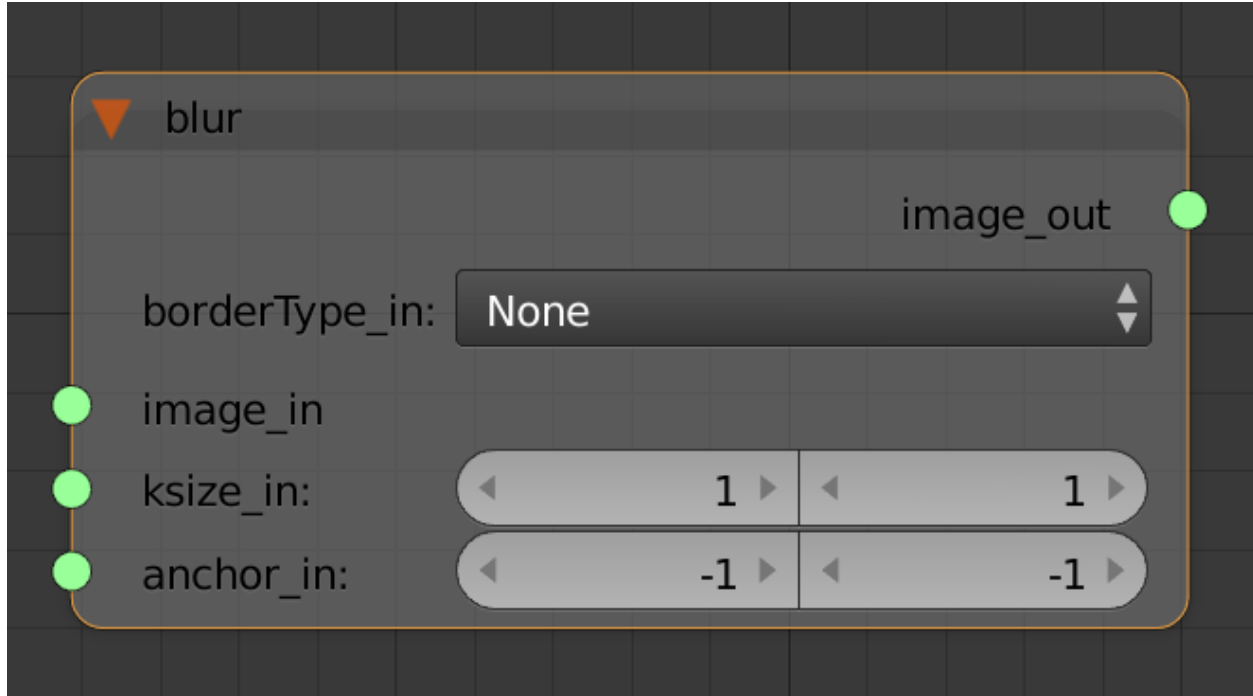 blur
image_out
borderType_in: None
image_in
ksize_in: 1 1
anchor_in: -1 -1